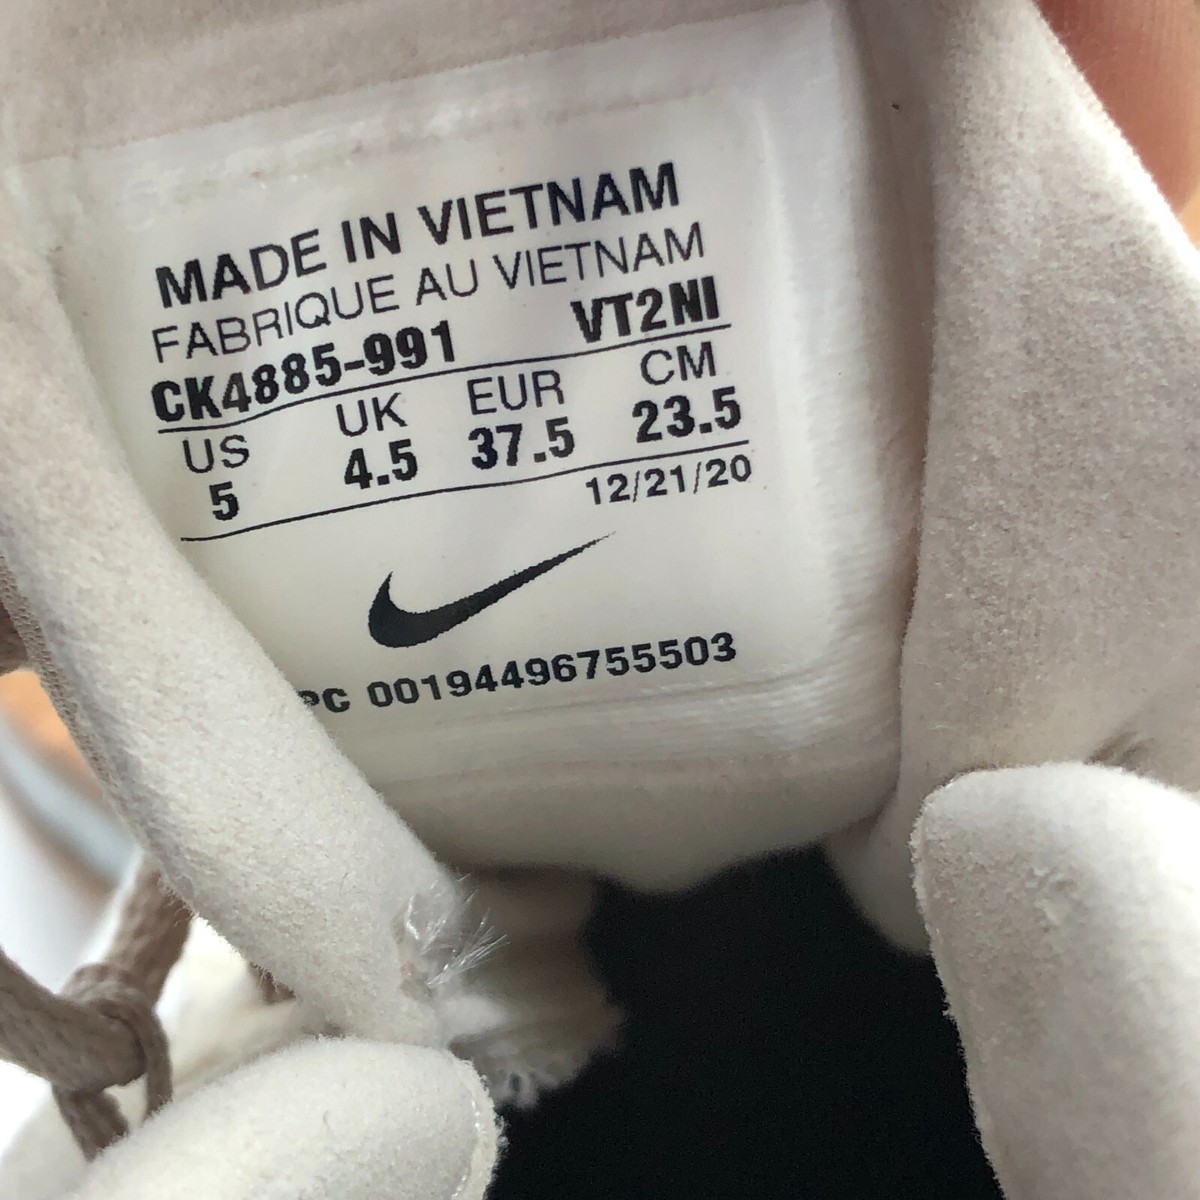 MADE IN VIETNAM
FABRIQUE AU VIETNAM
CK4885-991 VT2NI
US UK EUR CM
5 4.5 37.5 23.5
12/21/20
00194496755503